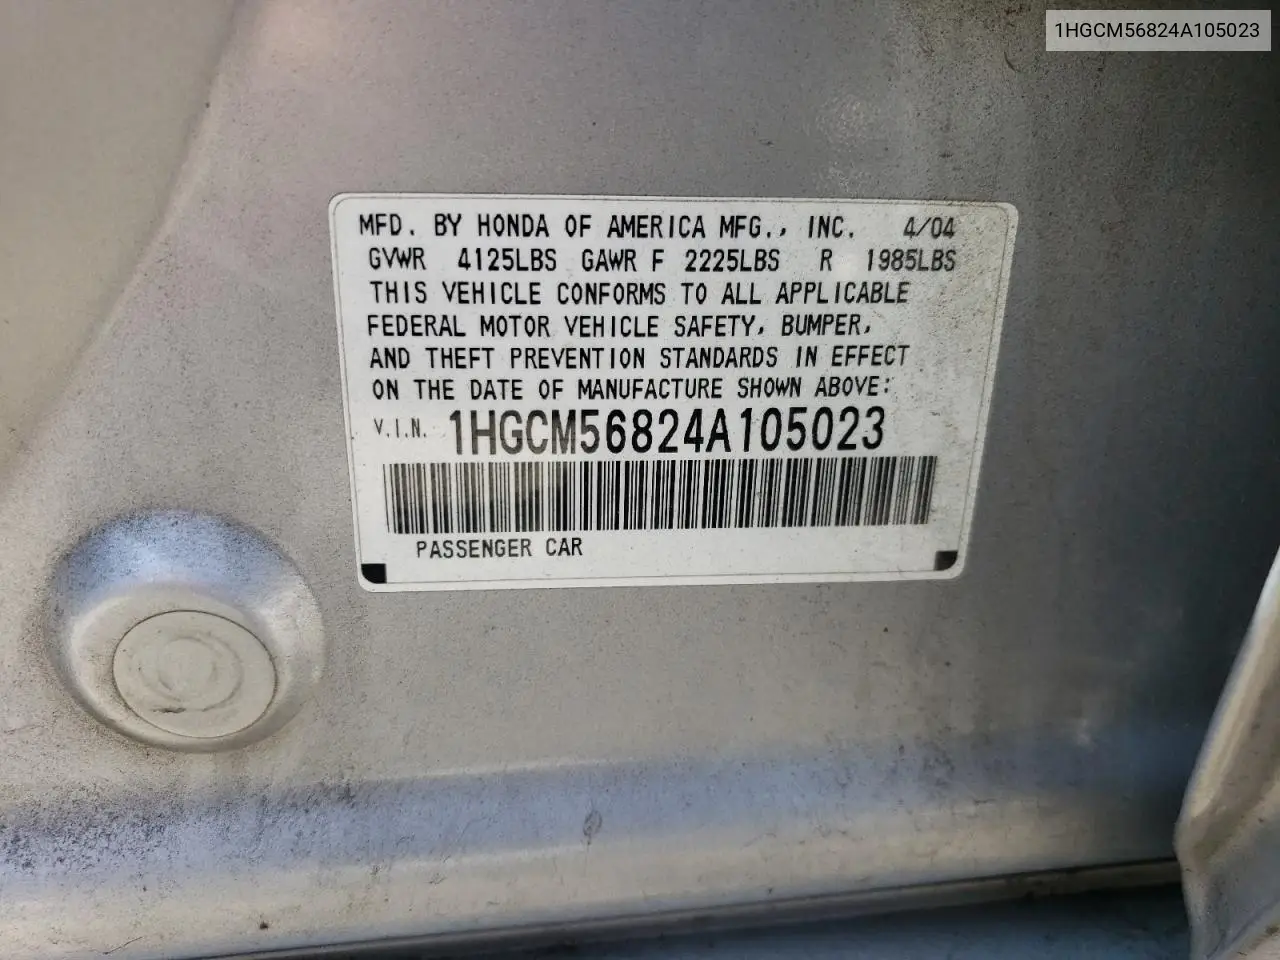 1HGCM56824A105023
MFD. BY HONDA OF AMERICA MFG., INC. 4/04
GVWR 4125LBS GAWR F 2225LBS R 1985LBS
THIS VEHICLE CONFORMS TO ALL APPLICABLE
FEDERAL MOTOR VEHICLE SAFETY, BUMPER,
AND THEFT PREVENTION STANDARDS IN EFFECT
ON THE DATE OF MANUFACTURE SHOWN ABOVE:
V.I.N. 1HGCM56824A105023
PASSENGER CAR